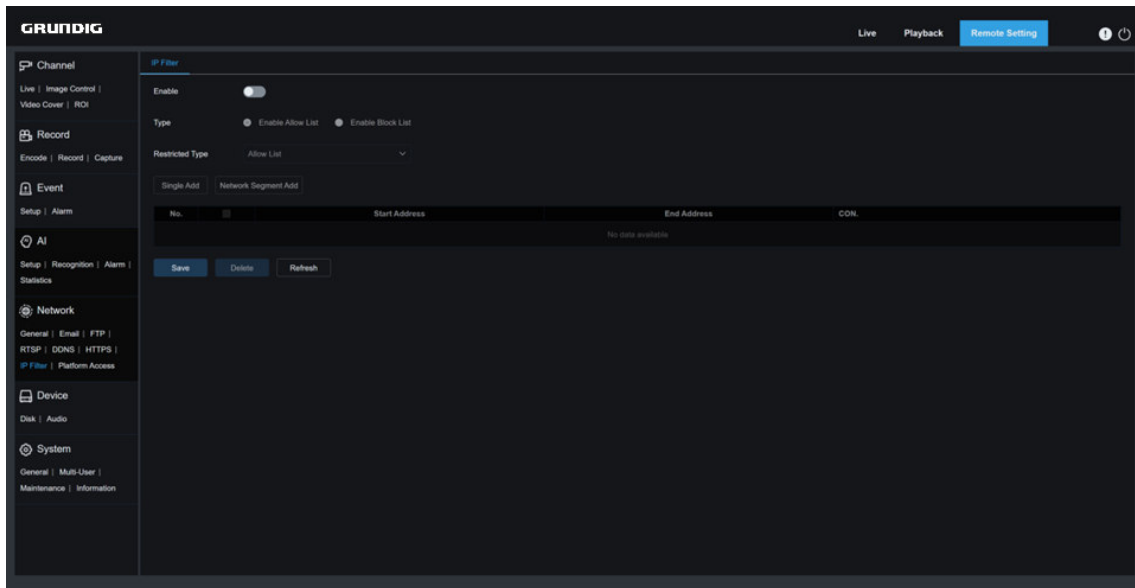 GRUNDIG
Live Playback Remote Setting
Channel
Live | Image Control |
Video Cover | ROI
Record
Encode | Record | Capture
Event
Setup | Alarm
AI
Setup | Recognition | Alarm |
Statistics
Network
General | Email | FTP |
RTSP | DDNS | HTTPS |
IP Filter | Platform Access
Device
Disk | Audio
System
General | Multi-User |
Maintenance | Information
IP Filter
Enable
Type Enable Allow List Enable Block List
Restricted Type Allow List
Single Add Network Segment Add
No. Start Address End Address CON.
No data available
Save Delete Refresh